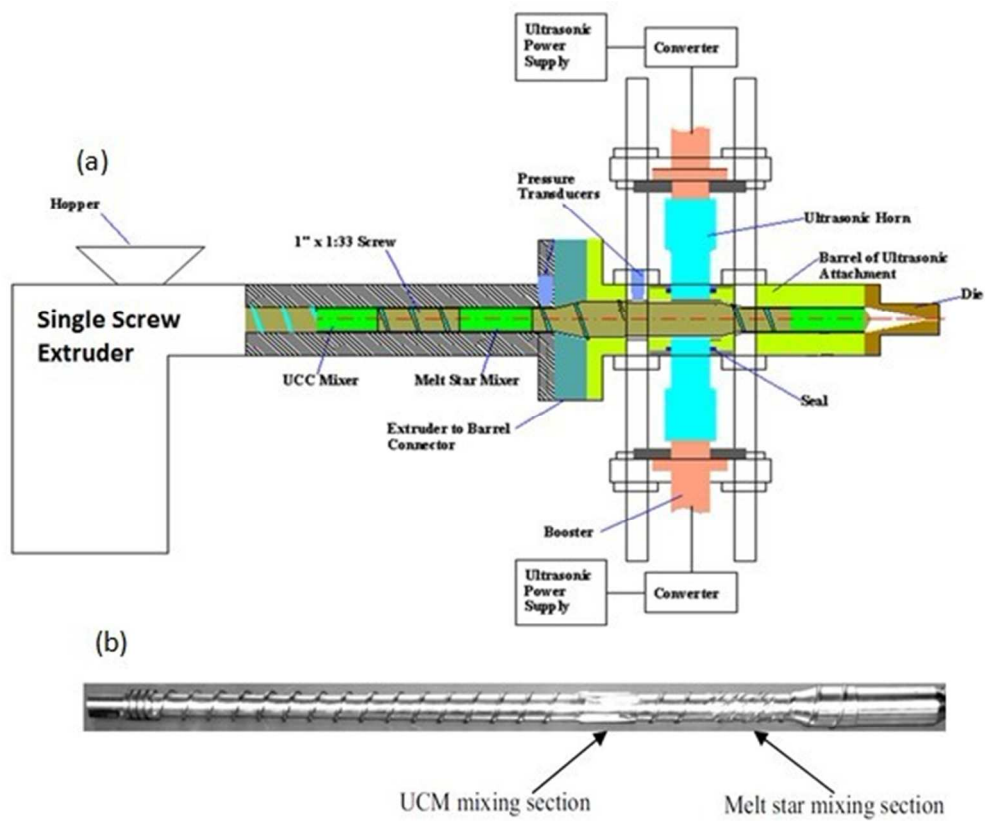 Ultrasonic
Power
Supply
Converter
(a)
Hopper
Pressure
Transducers
1" x 1:33 Screw
Ultrasonic Horn
Barrel of Ultrasonic
Attachment
Die
Single Screw
Extruder
UCC Mixer
Melt Star Mixer
Seal
Extruder to Barrel
Connector
Booster
Ultrasonic
Power
Supply
Converter
(b)
UCM mixing section
Melt star mixing section